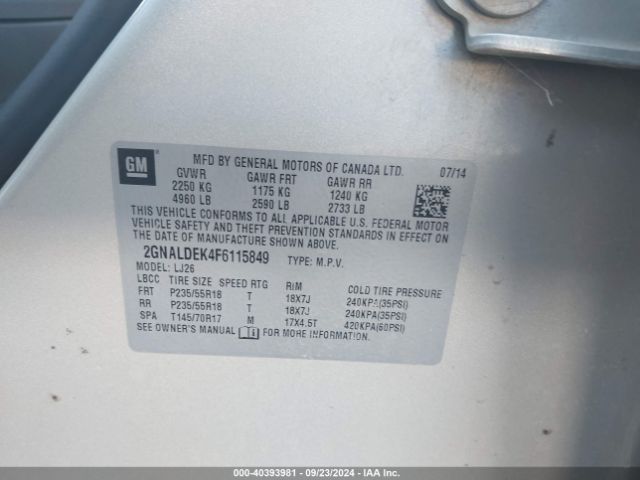 GM
MFD BY GENERAL MOTORS OF CANADA LTD. 07/14
GVWR GAWR FRT GAWR RR
2250 KG 1175 KG 1240 KG
4960 LB 2590 LB 2733 LB
THIS VEHICLE CONFORMS TO ALL APPLICABLE U.S. FEDERAL MOTOR
VEHICLE SAFETY AND THEFT PREVENTION STANDARDS IN EFFECT ON
THE DATE OF MANUFACTURE SHOWN ABOVE.
2GNALDEK4F6115849 TYPE: M.P.V.
MODEL: LJ26
LBCC TIRE SIZE SPEED RTG RIM COLD TIRE PRESSURE
FRT P235/55R18 T 18X7J 240KPA(35PSI)
RR P235/55R18 T 18X7J 240KPA(35PSI)
SPA T145/70R17 M 17X4.5T 420KPA(60PSI)
SEE OWNER'S MANUAL FOR MORE INFORMATION.
000-40393981 - 09/23/2024 - IAA Inc.